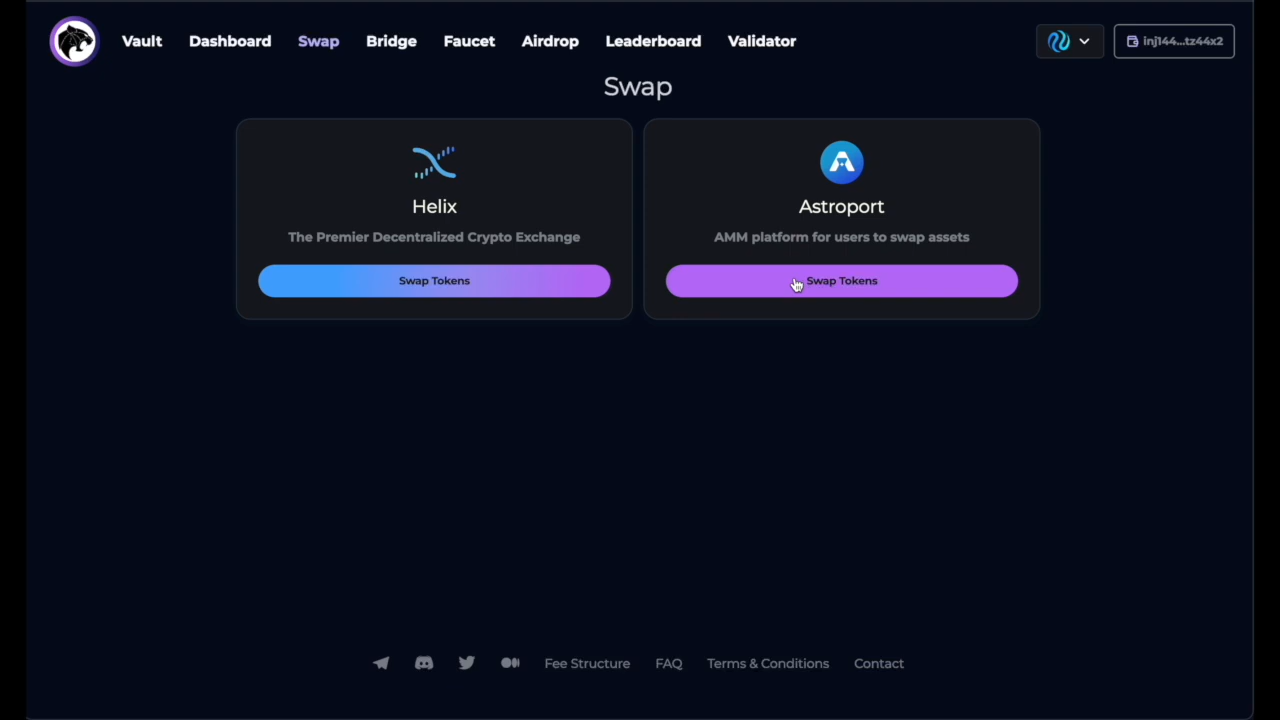 Vault Dashboard Swap Bridge Faucet Airdrop Leaderboard Validator inj144...tz44x2
Swap
Helix
The Premier Decentralized Crypto Exchange
Swap Tokens
Astroport
AMM platform for users to swap assets
Swap Tokens
Fee Structure FAQ Terms & Conditions Contact